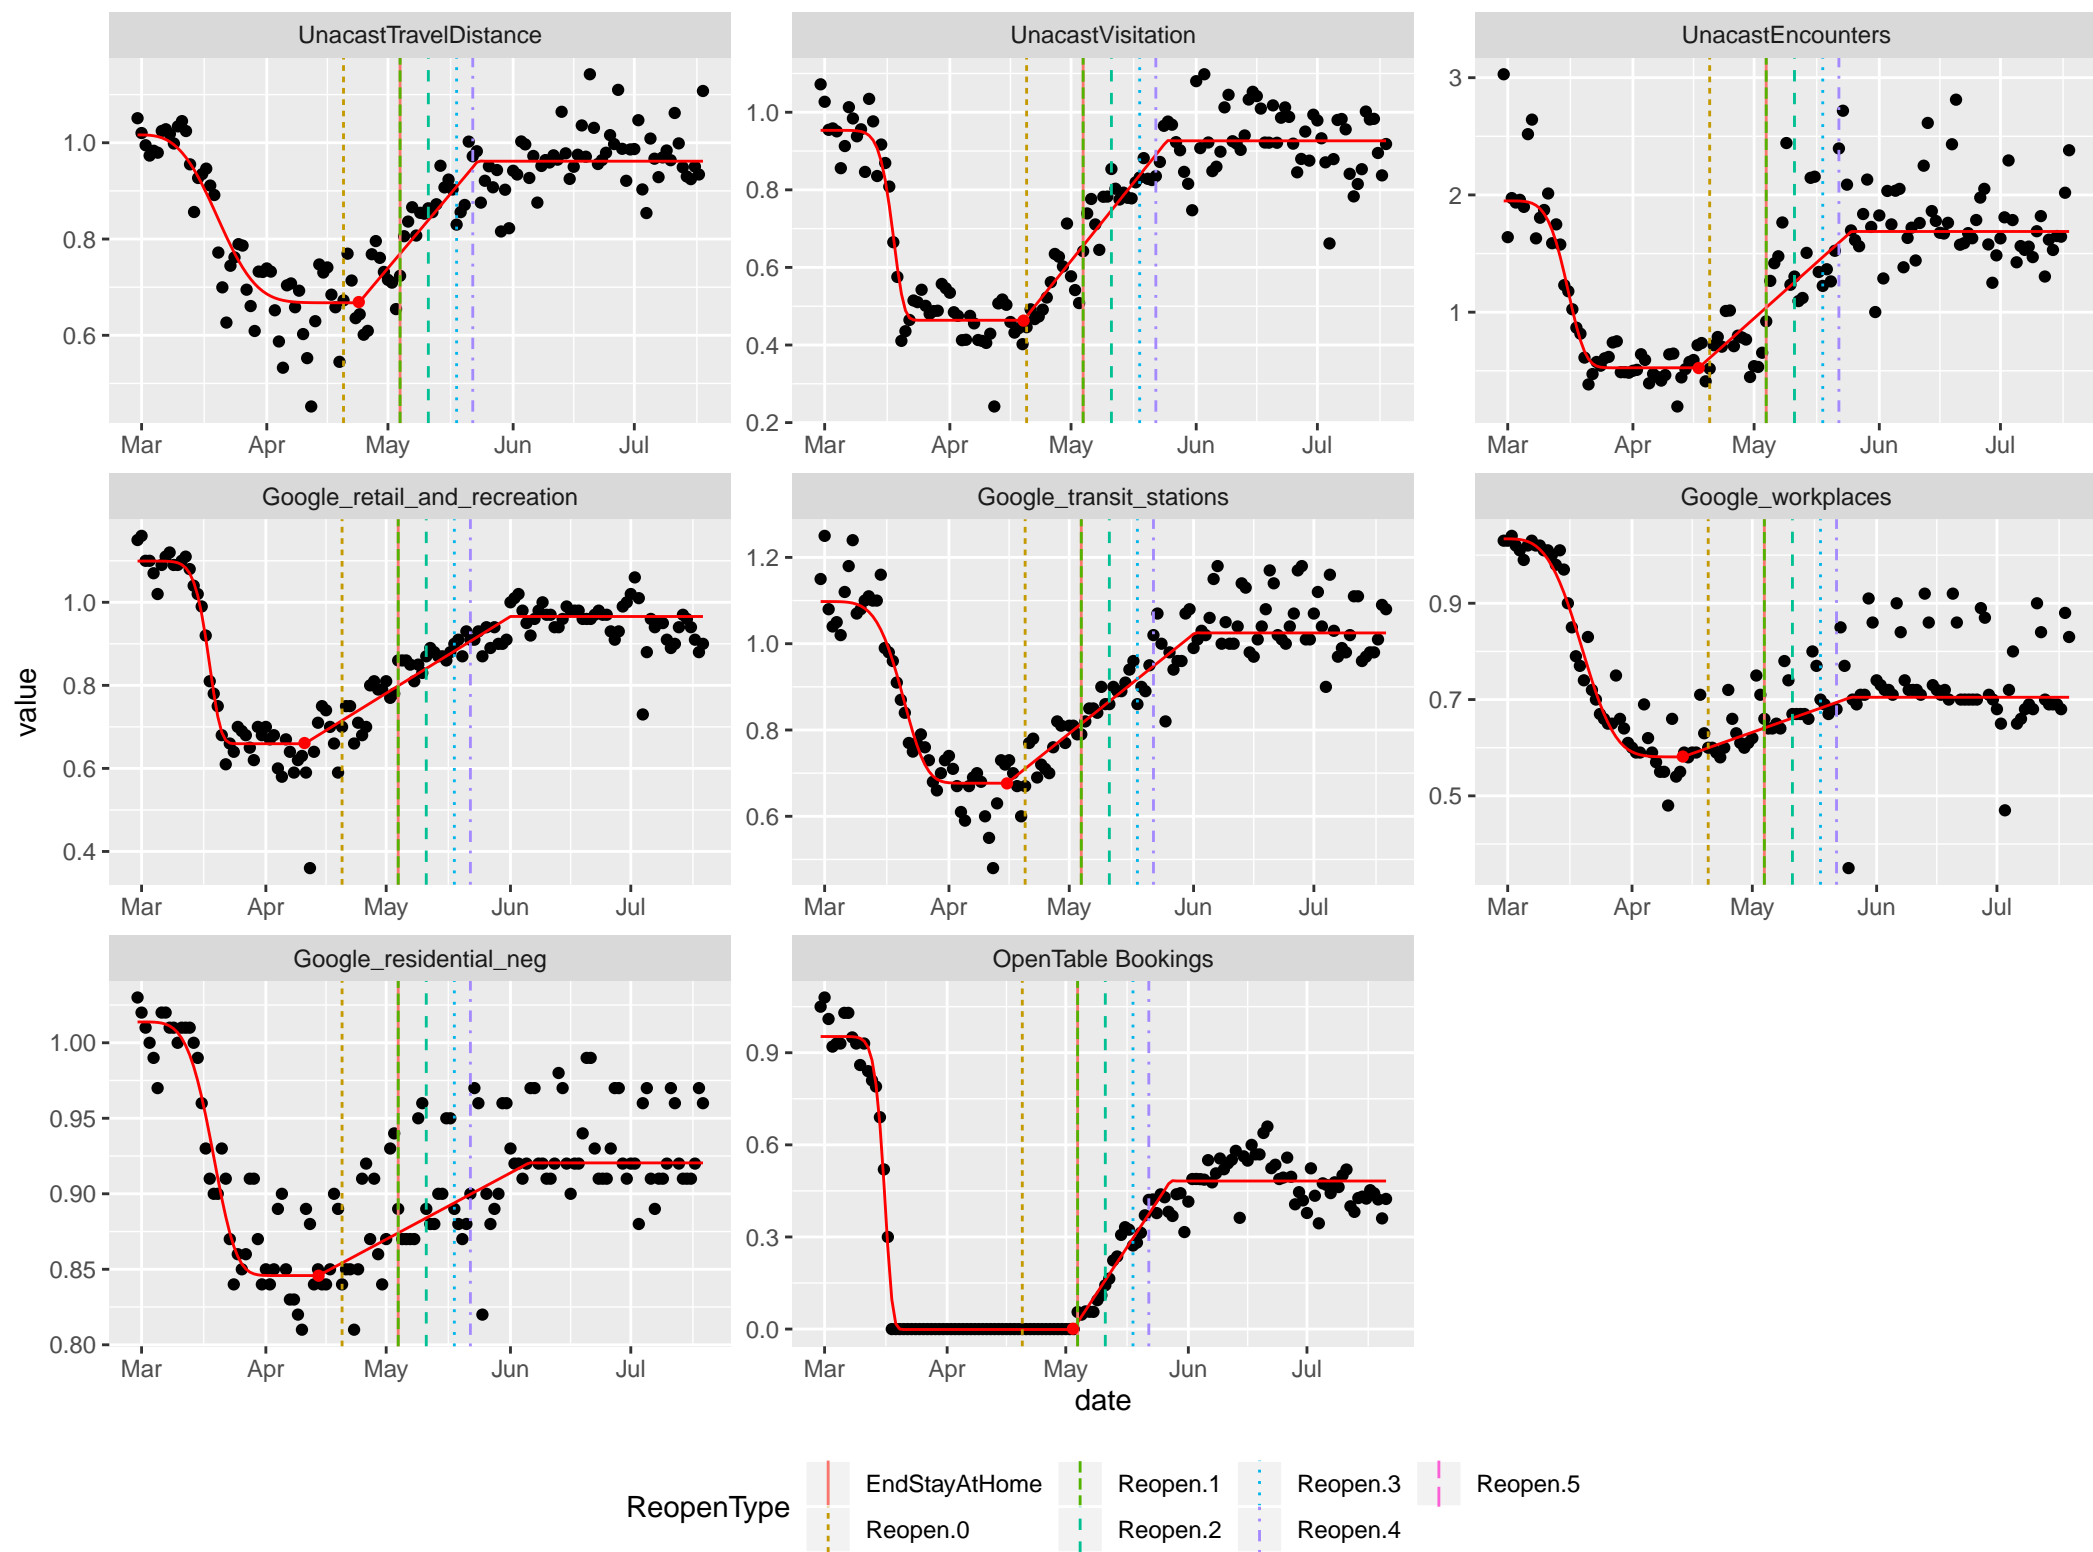 UnacastTravelDistance UnacastVisitation UnacastEncounters
1.0
0.8
0.6
1.0
0.8
0.6
0.4
0.2
3
2
1
Mar Apr May Jun Jul Mar Apr May Jun Jul Mar Apr May Jun Jul
Google_retail_and_recreation Google_transit_stations Google_workplaces
value
1.0
0.8
0.6
0.4
1.2
1.0
0.8
0.6
0.9
0.7
0.5
Mar Apr May Jun Jul Mar Apr May Jun Jul Mar Apr May Jun Jul
Google_residential_neg OpenTable Bookings
1.00
0.95
0.90
0.85
0.80
0.9
0.6
0.3
0.0
Mar Apr May Jun Jul Mar Apr May Jun Jul
date
ReopenType
EndStayAtHome Reopen.1 Reopen.3 Reopen.5
Reopen.0 Reopen.2 Reopen.4